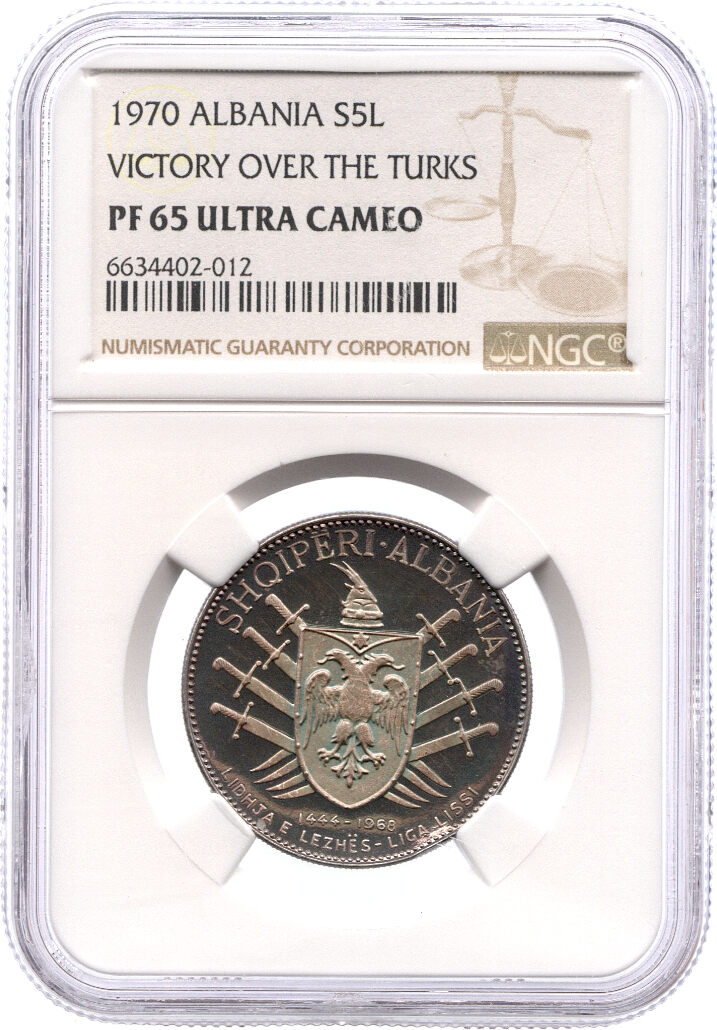 1970 ALBANIA S5L
VICTORY OVER THE TURKS
PF 65 ULTRA CAMEO
6634402-012
NUMISMATIC GUARANTY CORPORATION
NGC®
SHQIPËRI·ALBANIA
1444-1968
LIDHJA E LEZHËS-LIGA LISSI